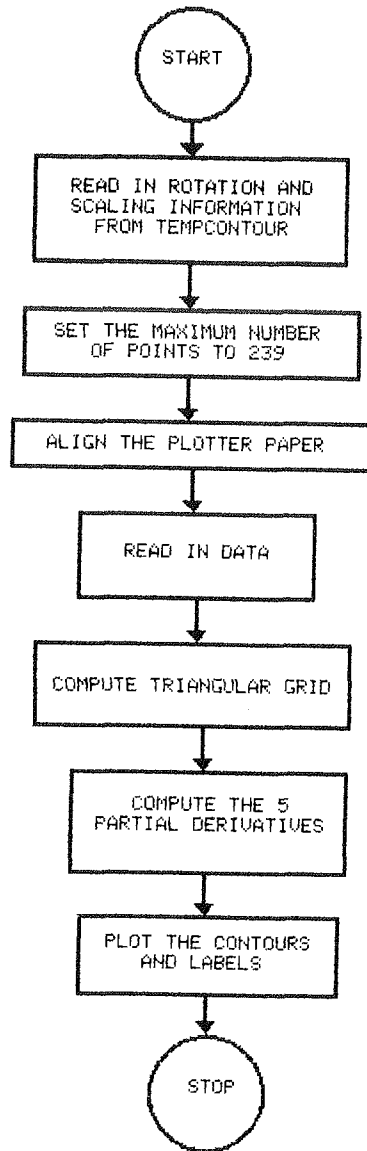 START
READ IN ROTATION AND
SCALING INFORMATION
FROM TEMPCONTOUR
SET THE MAXIMUM NUMBER
OF POINTS TO 239
ALIGN THE PLOTTER PAPER
READ IN DATA
COMPUTE TRIANGULAR GRID
COMPUTE THE 5
PARTIAL DERIVATIVES
PLOT THE CONTOURS
AND LABELS
STOP